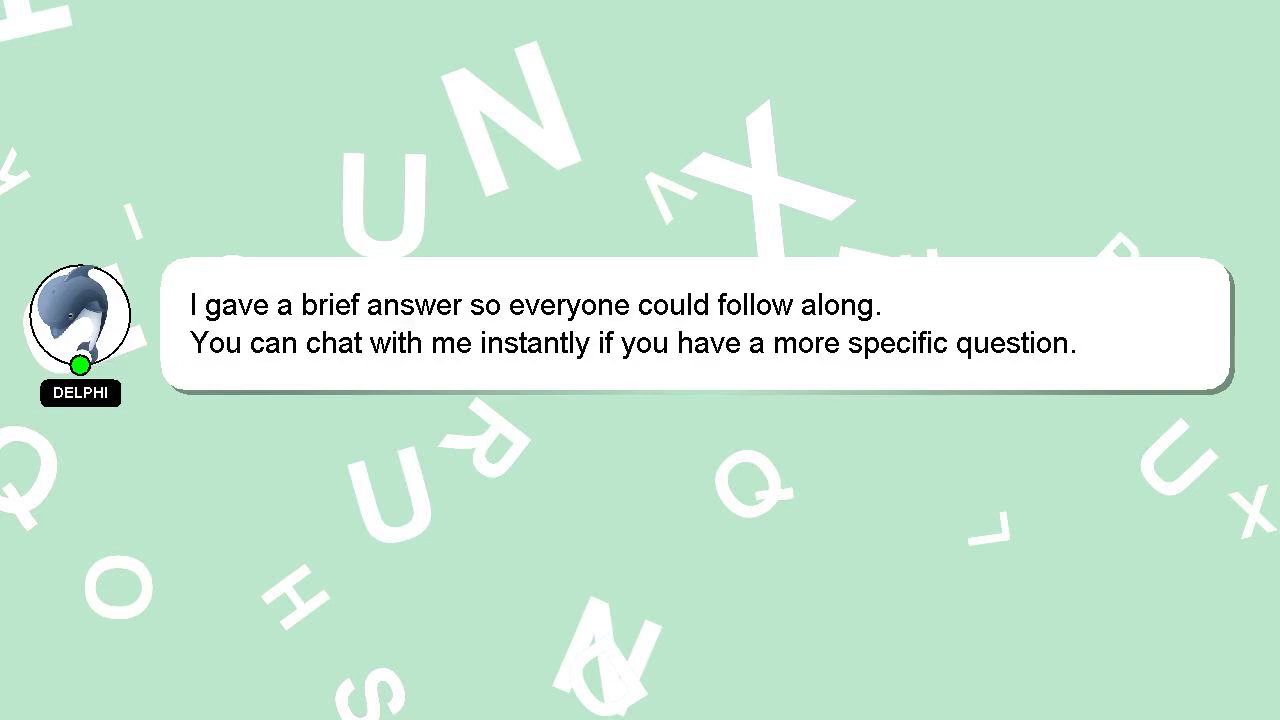 I gave a brief answer so everyone could follow along.
You can chat with me instantly if you have a more specific question.
DELPHI
N
U
X
V
R
I
P
Q
U
R
Q
U
X
L
O
H
S
N
Q